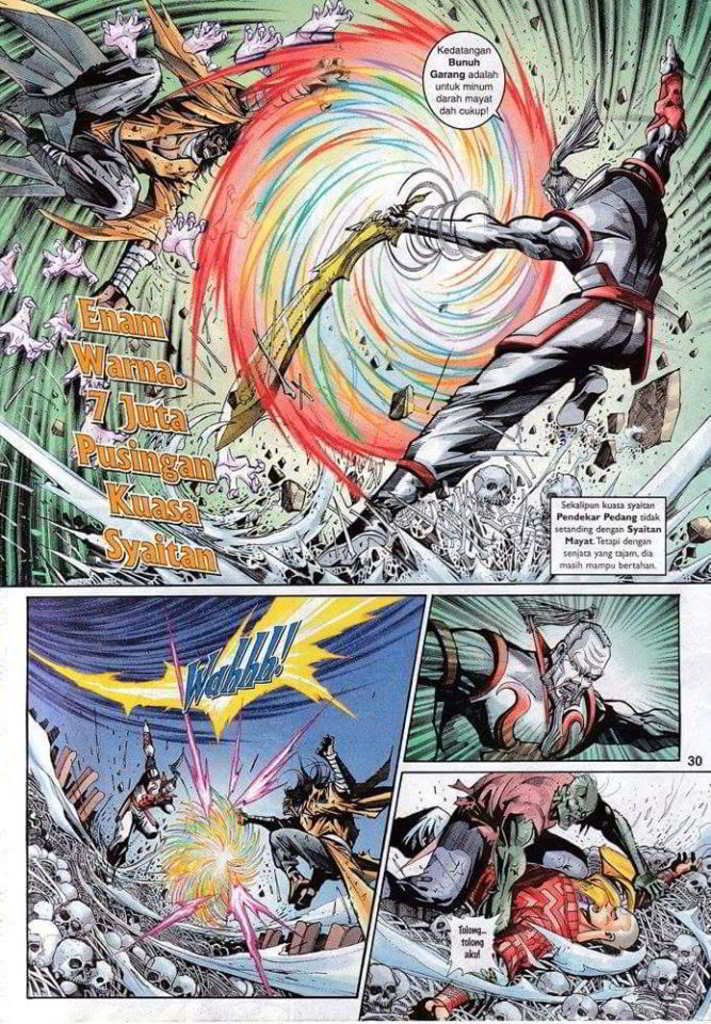 Kedatangan
Bunuh
Garang adalah
untuk minum
darah mayat
dah cukup!
Enam
Warna.
7 Juta
Pusingan
Kuasa
Syaitan
Sekalipun kuasa syaitan
Pendekar Pedang tidak
setanding dengan Syaitan
Mayat. Tetapi dengan
senjata yang tajam, dia
masih mampu bertahan.
Wahhh!
30
Tolong...
tolong
aku!